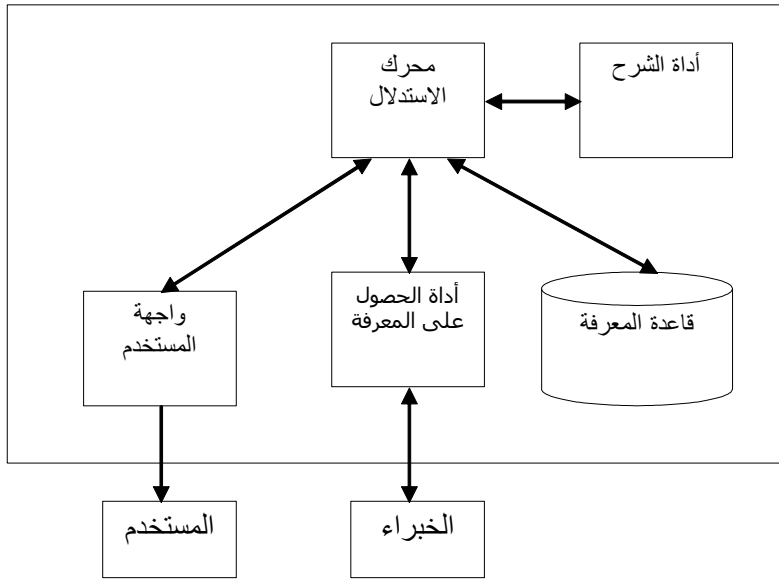 محرك
الاستدلال
أداة الشرح
واجهة
المستخدم
أداة الحصول
على المعرفة
قاعدة المعرفة
المستخدم
الخبراء